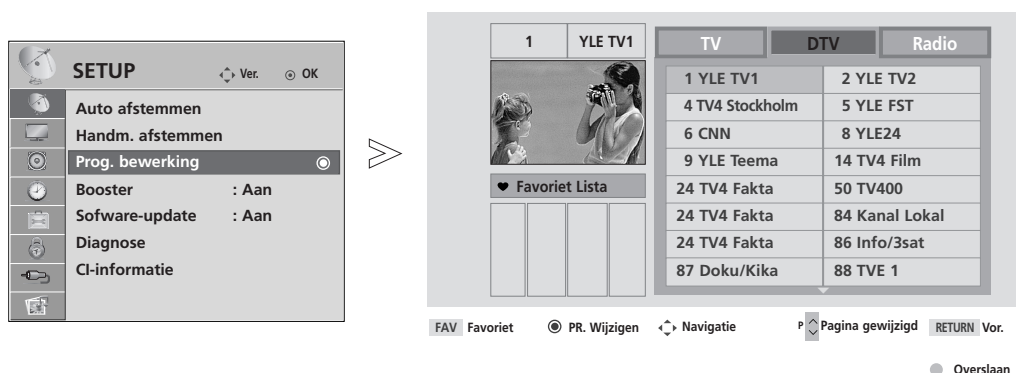 SETUP Ver. OK
Auto afstemmen
Handm. afstemmen
Prog. bewerking
Booster : Aan
Sofware-update : Aan
Diagnose
CI-informatie
1 YLE TV1
Favoriet Lista
TV DTV Radio
1 YLE TV1 2 YLE TV2
4 TV4 Stockholm 5 YLE FST
6 CNN 8 YLE24
9 YLE Teema 14 TV4 Film
24 TV4 Fakta 50 TV400
24 TV4 Fakta 84 Kanal Lokal
24 TV4 Fakta 86 Info/3sat
87 Doku/Kika 88 TVE 1
FAV Favoriet PR. Wijzigen Navigatie P Pagina gewijzigd RETURN Vor.
Overslaan